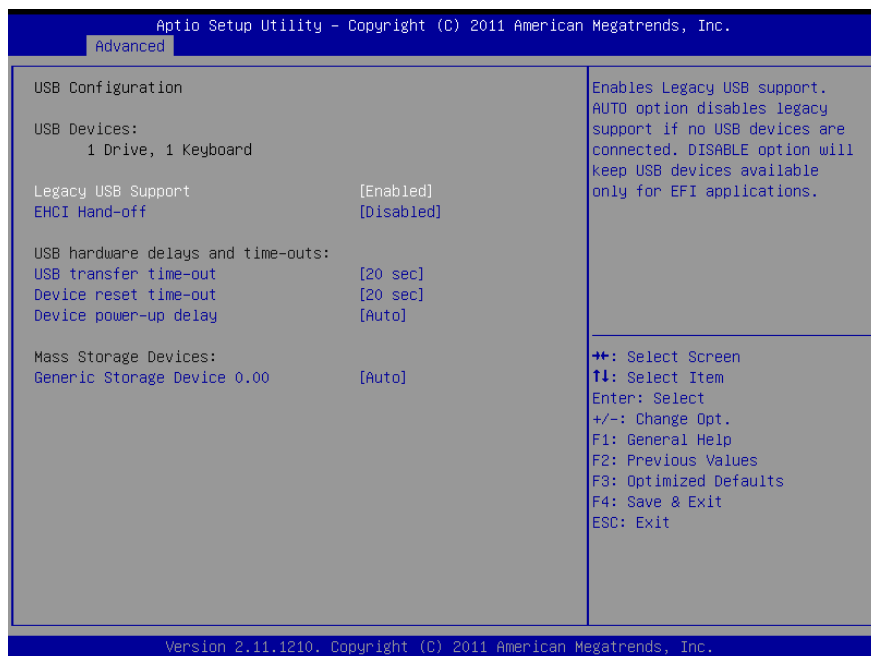 Aptio Setup Utility – Copyright (C) 2011 American Megatrends, Inc.
Advanced
USB Configuration
USB Devices:
1 Drive, 1 Keyboard
Legacy USB Support [Enabled]
EHCI Hand-off [Disabled]
USB hardware delays and time-outs:
USB transfer time-out [20 sec]
Device reset time-out [20 sec]
Device power-up delay [Auto]
Mass Storage Devices:
Generic Storage Device 0.00 [Auto]
Enables Legacy USB support.
AUTO option disables legacy
support if no USB devices are
connected. DISABLE option will
keep USB devices available
only for EFI applications.
→←: Select Screen
↑↓: Select Item
Enter: Select
+/-: Change Opt.
F1: General Help
F2: Previous Values
F3: Optimized Defaults
F4: Save & Exit
ESC: Exit
Version 2.11.1210. Copyright (C) 2011 American Megatrends, Inc.